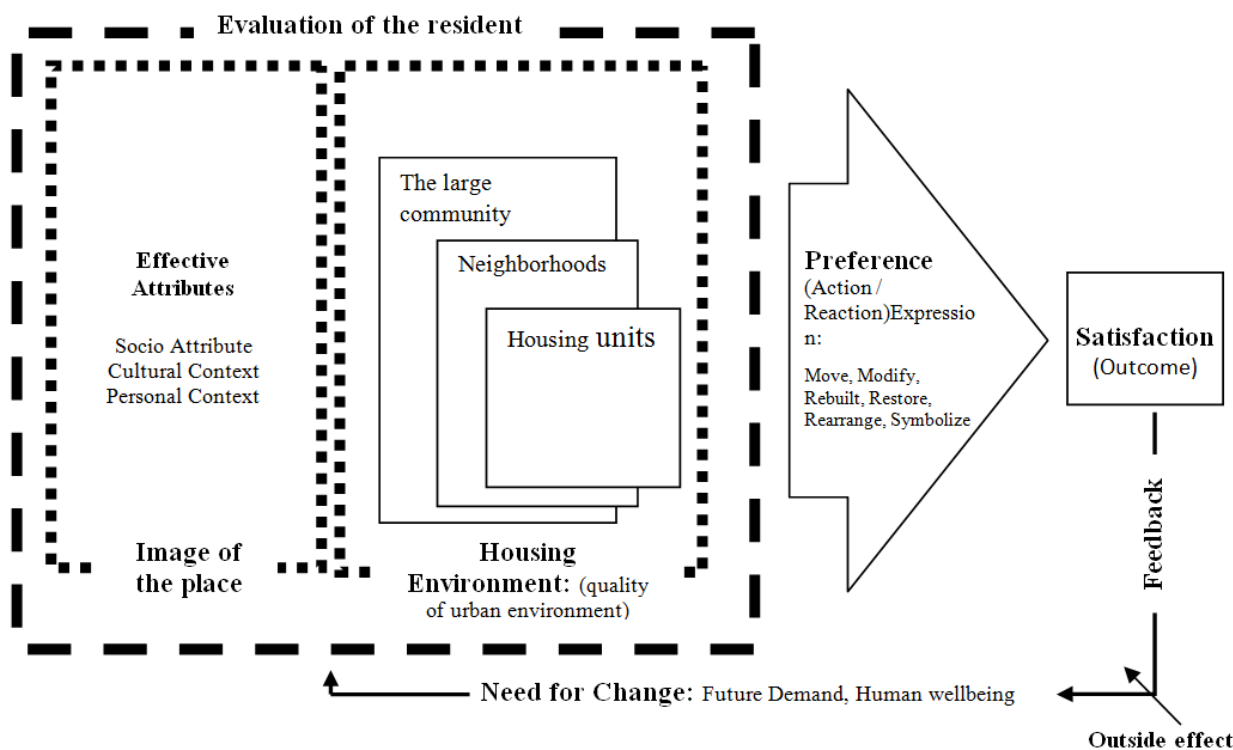 Evaluation of the resident
Effective
Attributes
Socio Attribute
Cultural Context
Personal Context
Image of
the place
The large
community
Neighborhoods
Housing units
Housing
Environment: (quality
of urban environment)
Preference
(Action /
Reaction)Expressio
n:
Move, Modify,
Rebuilt, Restore,
Rearrange, Symbolize
Satisfaction
(Outcome)
Feedback
Need for Change: Future Demand, Human wellbeing
Outside effect